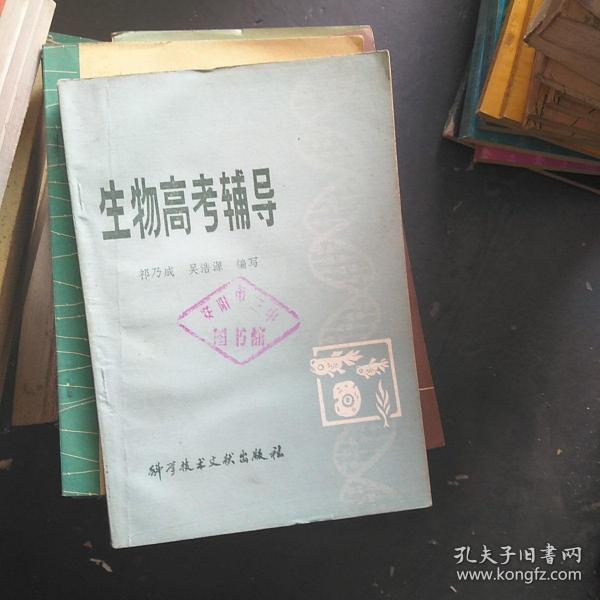 生物高考辅导
祁乃成 吴浩源 编写
安阳市三中
图书馆
科学技术文献出版社
孔夫子旧书网
www.kongfz.com